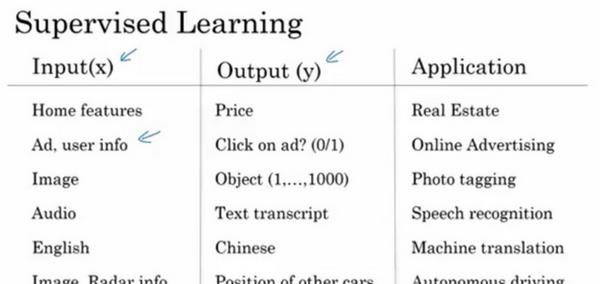 Supervised Learning
Input(x) Output (y) Application
Home features Price Real Estate
Ad, user info Click on ad? (0/1) Online Advertising
Image Object (1,...,1000) Photo tagging
Audio Text transcript Speech recognition
English Chinese Machine translation
Image, Radar info Position of other cars Autonomous driving